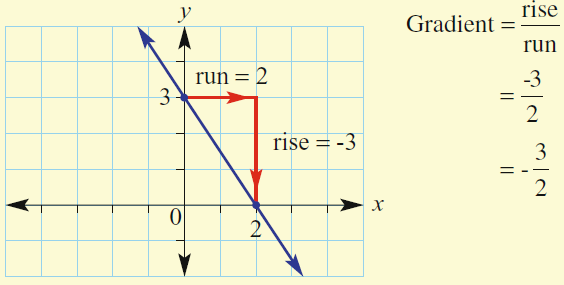 y
run = 2
3
rise = -3
x
0
2
Gradient = rise/run
= -3/2
= - 3/2